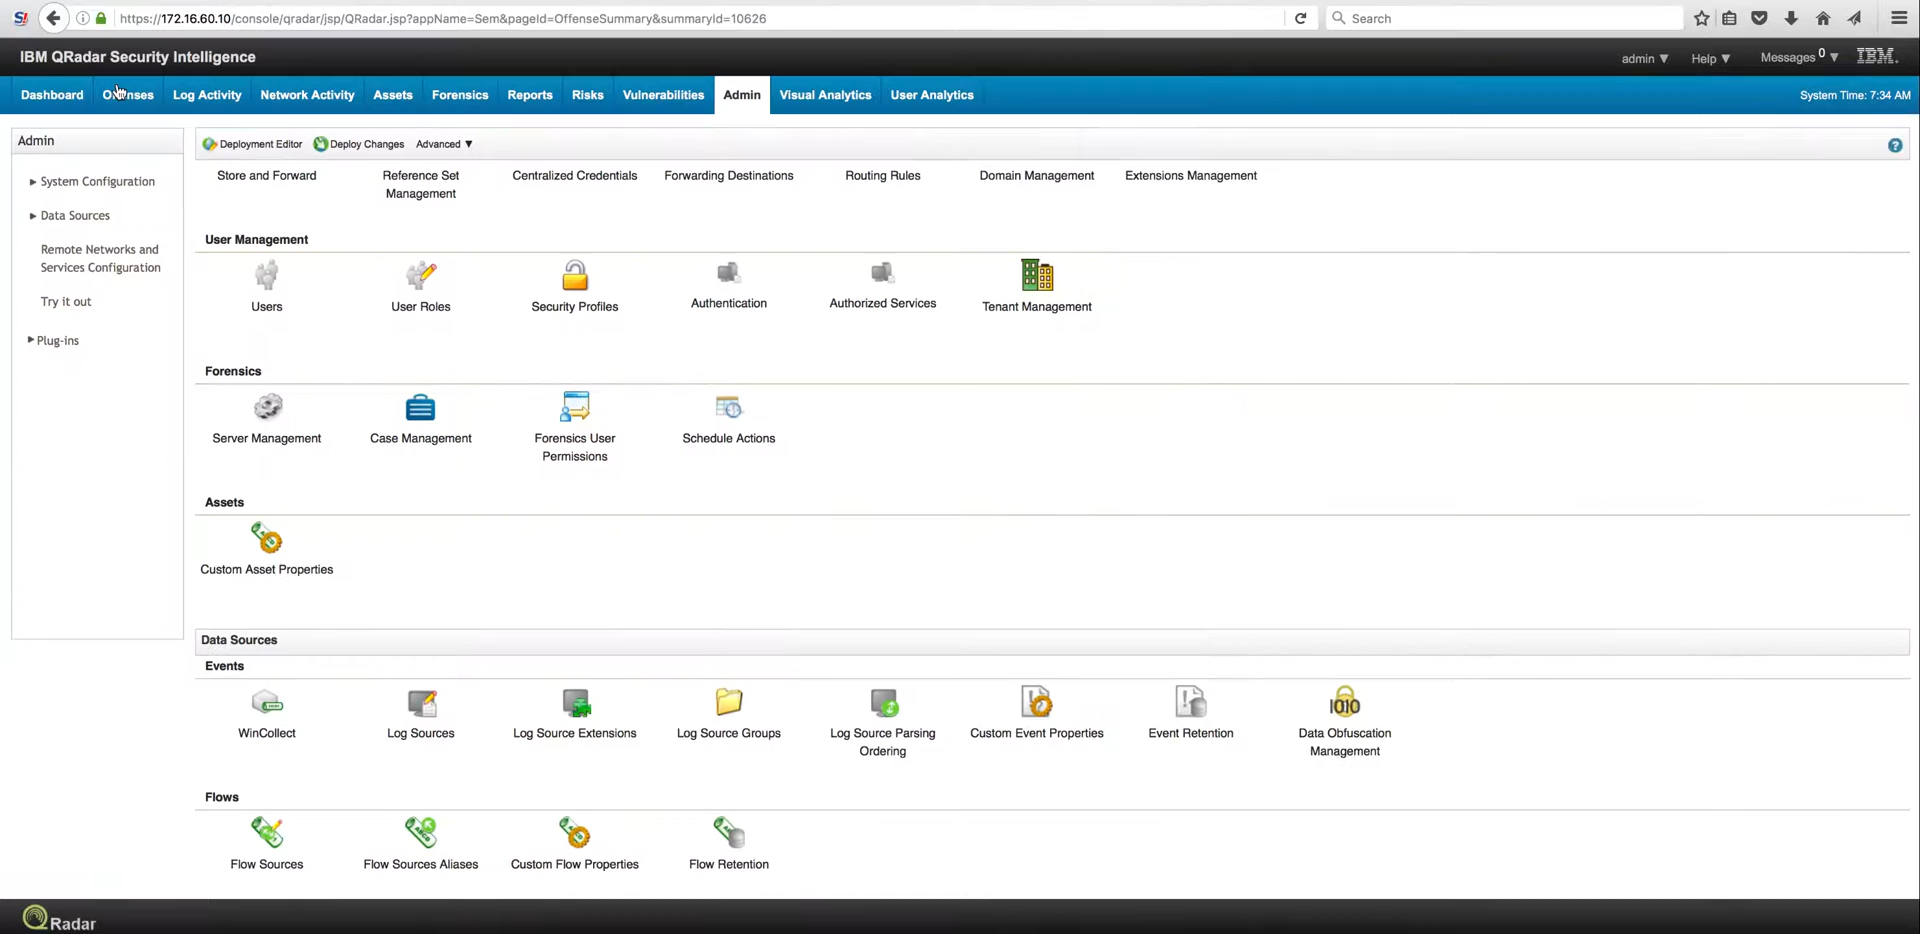 S!
https://172.16.60.10/console/qradar/jsp/QRadar.jsp?appName=Sem&pageId=OffenseSummary&summaryId=10626
Search
IBM QRadar Security Intelligence
admin ▼ Help ▼ Messages 0 ▼ IBM.
Dashboard Offenses Log Activity Network Activity Assets Forensics Reports Risks Vulnerabilities Admin Visual Analytics User Analytics System Time: 7:34 AM
Admin
System Configuration
Data Sources
Remote Networks and
Services Configuration
Try it out
Plug-ins
Deployment Editor Deploy Changes Advanced ▼ ?
Store and Forward
Reference Set
Management
Centralized Credentials
Forwarding Destinations
Routing Rules
Domain Management
Extensions Management
User Management
Users
User Roles
Security Profiles
Authentication
Authorized Services
Tenant Management
Forensics
Server Management
Case Management
Forensics User
Permissions
Schedule Actions
Assets
Custom Asset Properties
Data Sources
Events
WinCollect
Log Sources
Log Source Extensions
Log Source Groups
Log Source Parsing
Ordering
Custom Event Properties
Event Retention
1010
Data Obfuscation
Management
Flows
Flow Sources
Flow Sources Aliases
Custom Flow Properties
Flow Retention
QRadar